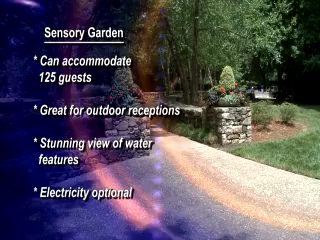 Sensory Garden
* Can accommodate
125 guests
* Great for outdoor receptions
* Stunning view of water
features
* Electricity optional